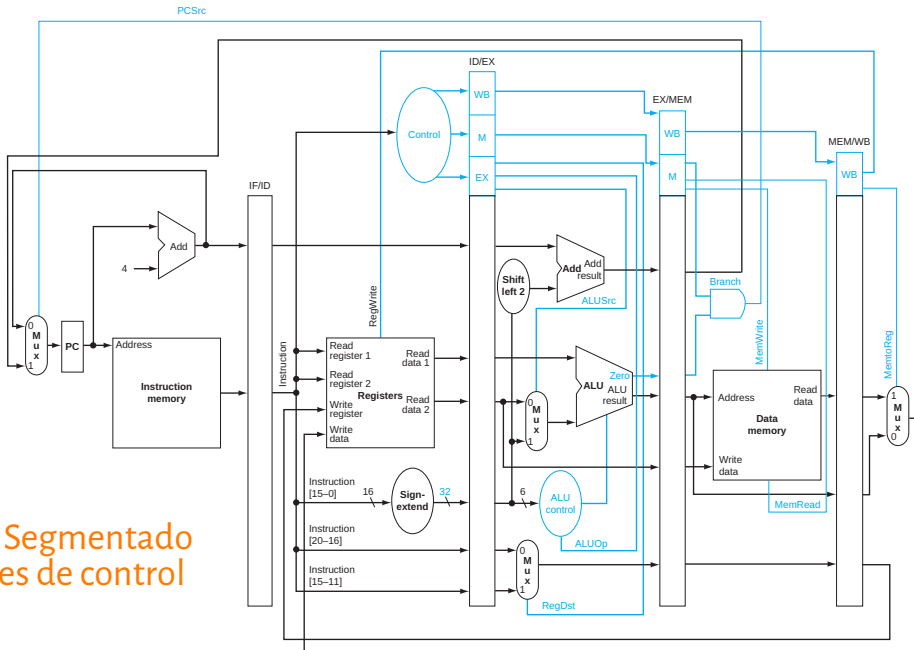 PCSrc
ID/EX
WB
EX/MEM
Control
M
WB
MEM/WB
EX
M
WB
IF/ID
Add
4
Shift
left 2
Add
Add
result
Branch
ALUSrc
RegWrite
MemWrite
MemtoReg
0
M
u
x
1
PC
Address
Instruction
memory
Instruction
Read
register 1
Read
register 2
Write
register
Write
data
Registers
Read
data 1
Read
data 2
0
M
u
x
1
Zero
ALU
ALU
result
Address
Read
data
Data
memory
Write
data
1
M
u
x
0
Instruction
[15–0]
16
Sign-
extend
32
6
ALU
control
MemRead
Instruction
[20–16]
ALUOp
0
M
u
x
1
Instruction
[15–11]
RegDst
Segmentado
es de control